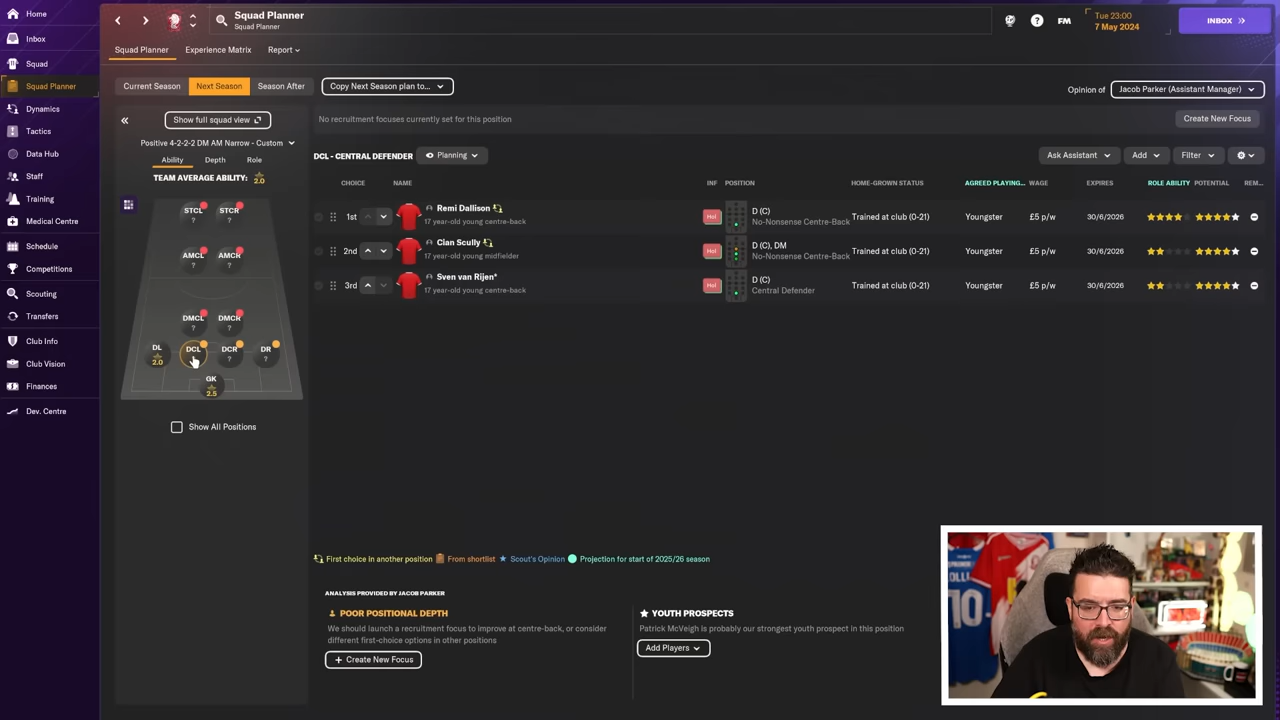 Home
Inbox
Squad
Squad Planner
Dynamics
Tactics
Data Hub
Staff
Training
Medical Centre
Schedule
Competitions
Scouting
Transfers
Club Info
Club Vision
Finances
Dev. Centre
Squad Planner
Squad Planner
FM
Tue 23:00
7 May 2024
INBOX
Squad Planner
Experience Matrix
Report
Current Season
Next Season
Season After
Copy Next Season plan to...
Opinion of
Jacob Parker (Assistant Manager)
Show full squad view
Positive 4-2-2-2 DM AM Narrow - Custom
Ability
Depth
Role
TEAM AVERAGE ABILITY: 2.0
STCL
?
STCR
?
AMCL
?
AMCR
?
DMCL
?
DMCR
?
DL
2.0
DCL
DCR
?
DR
?
GK
2.5
Show All Positions
No recruitment focuses currently set for this position
Create New Focus
DCL - CENTRAL DEFENDER
Planning
Ask Assistant
Add
Filter
CHOICE NAME INF POSITION HOME-GROWN STATUS AGREED PLAYING... WAGE EXPIRES ROLE ABILITY POTENTIAL REM...
1st Remi Dallison Hol D (C) Trained at club (0-21) Youngster £5 p/w 30/6/2026
17 year-old young centre-back No-Nonsense Centre-Back
2nd Cian Scully Hol D (C), DM Trained at club (0-21) Youngster £5 p/w 30/6/2026
17 year-old young midfielder No-Nonsense Centre-Back
3rd Sven van Rijen* Hol D (C) Trained at club (0-21) Youngster £5 p/w 30/6/2026
17 year-old young centre-back Central Defender
First choice in another position From shortlist Scout's Opinion Projection for start of 2025/26 season
ANALYSIS PROVIDED BY JACOB PARKER
POOR POSITIONAL DEPTH
We should launch a recruitment focus to improve at centre-back, or consider
different first-choice options in other positions
+ Create New Focus
YOUTH PROSPECTS
Patrick McVeigh is probably our strongest youth prospect in this position
Add Players